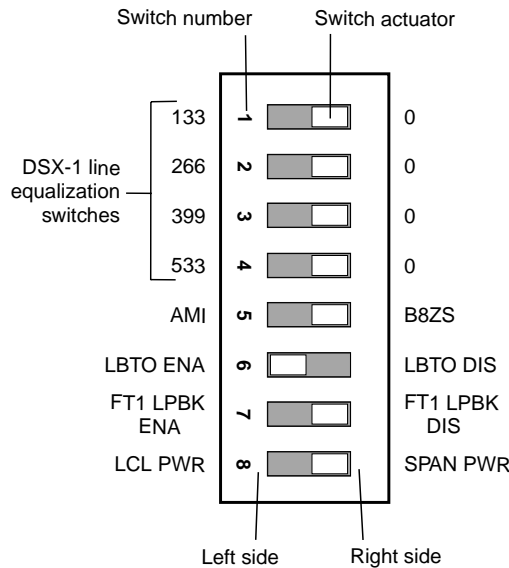 Switch number
Switch actuator
133 1 0
DSX-1 line
equalization
switches
266 2 0
399 3 0
533 4 0
AMI 5 B8ZS
LBTO ENA 6 LBTO DIS
FT1 LPBK
ENA
7
FT1 LPBK
DIS
LCL PWR 8 SPAN PWR
Left side
Right side